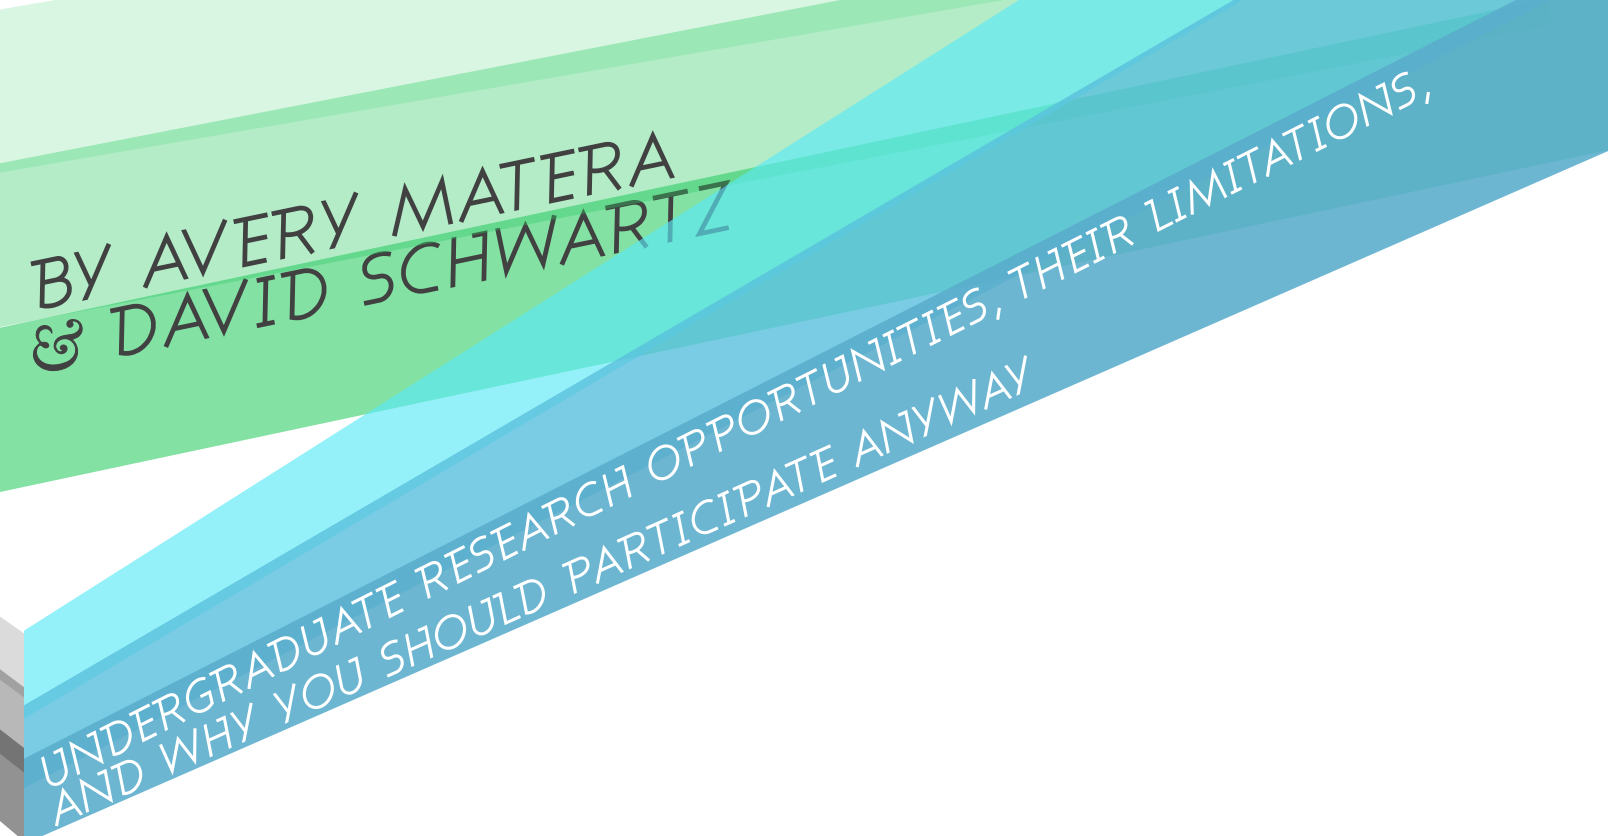 BY AVERY MATERA
& DAVID SCHWARTZ
UNDERGRADUATE RESEARCH OPPORTUNITIES, THEIR LIMITATIONS,
AND WHY YOU SHOULD PARTICIPATE ANYWAY